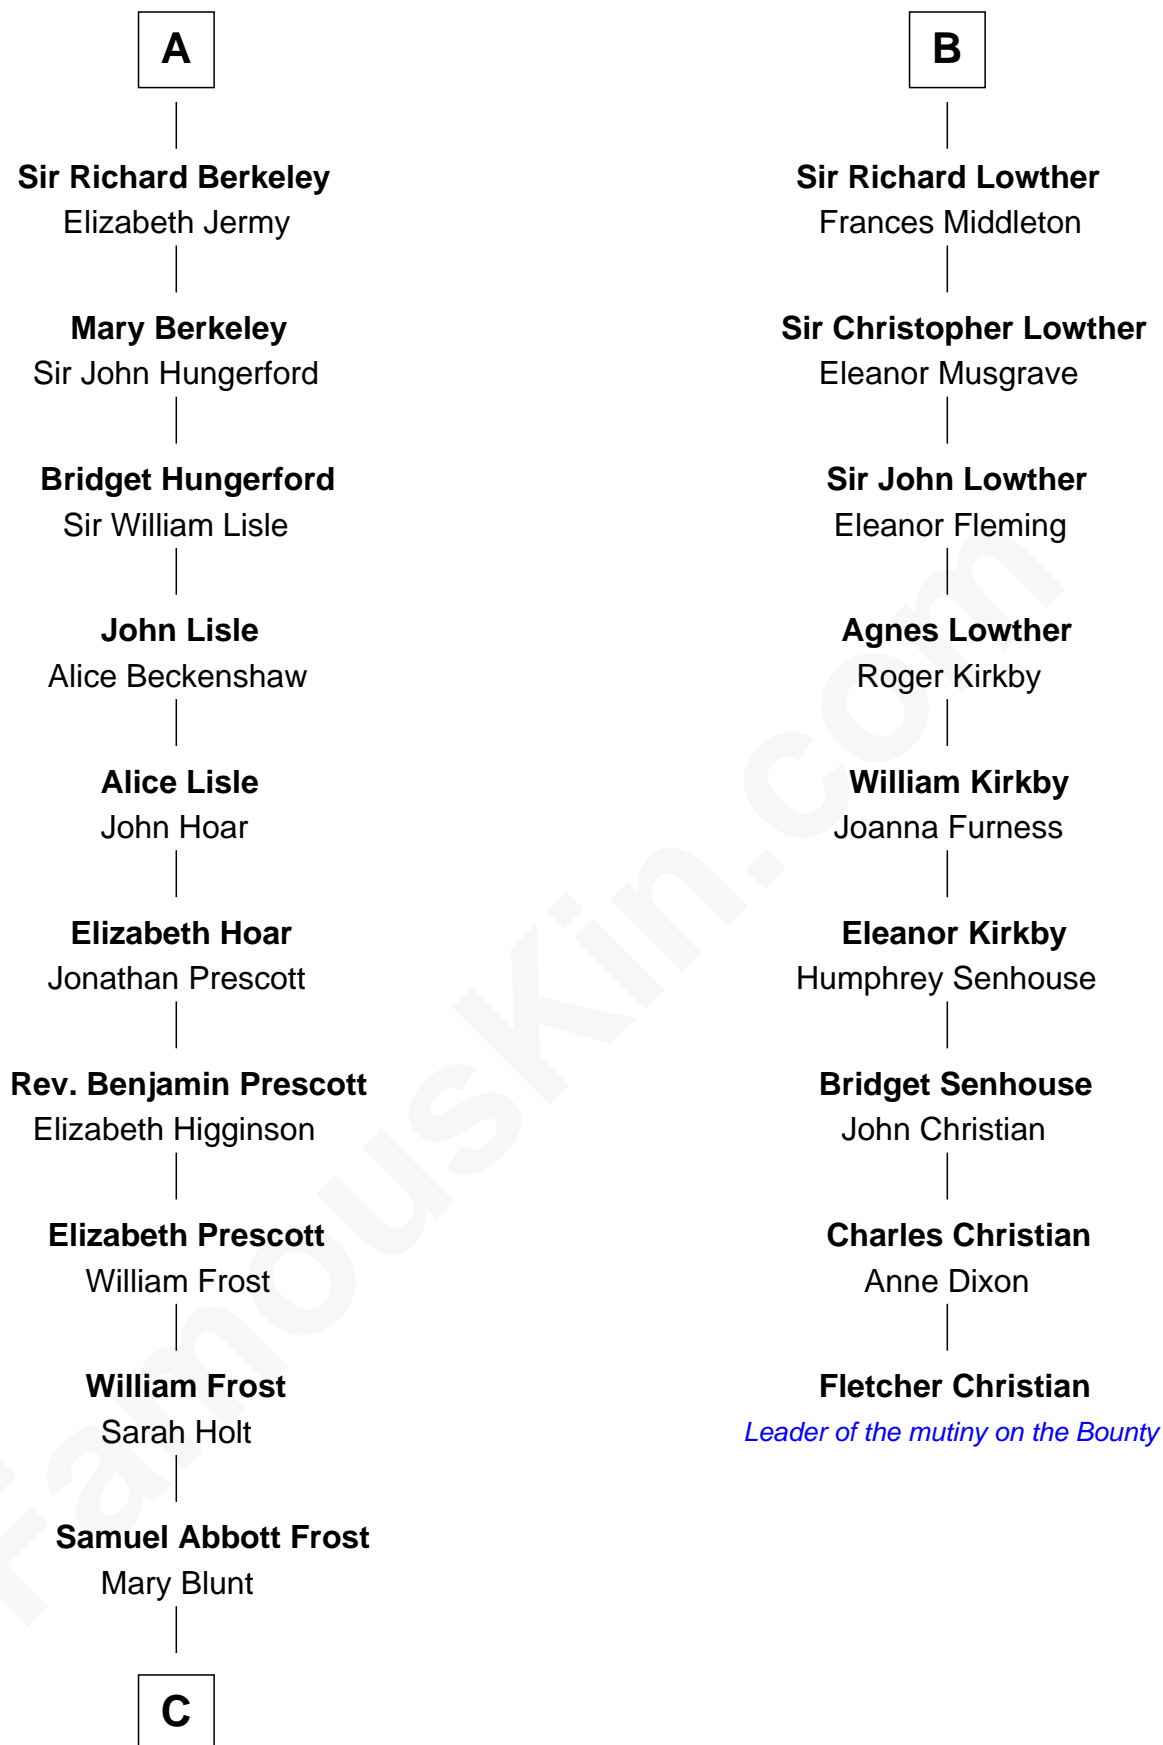 A
Sir Richard Berkeley
Elizabeth Jermy
Mary Berkeley
Sir John Hungerford
Bridget Hungerford
Sir William Lisle
John Lisle
Alice Beckenshaw
Alice Lisle
John Hoar
Elizabeth Hoar
Jonathan Prescott
Rev. Benjamin Prescott
Elizabeth Higginson
Elizabeth Prescott
William Frost
William Frost
Sarah Holt
Samuel Abbott Frost
Mary Blunt
C
B
Sir Richard Lowther
Frances Middleton
Sir Christopher Lowther
Eleanor Musgrave
Sir John Lowther
Eleanor Fleming
Agnes Lowther
Roger Kirkby
William Kirkby
Joanna Furness
Eleanor Kirkby
Humphrey Senhouse
Bridget Senhouse
John Christian
Charles Christian
Anne Dixon
Fletcher Christian
Leader of the mutiny on the Bounty
FamousKin.com